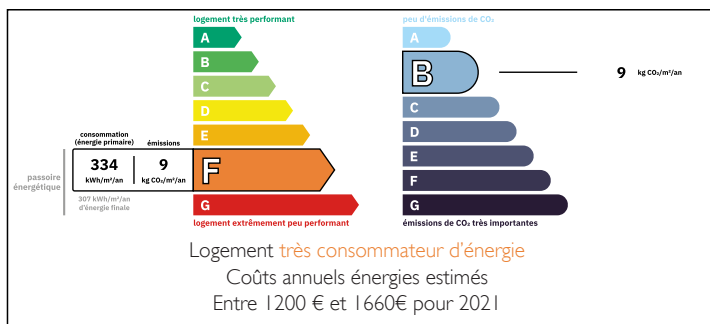 logement très performant
A
B
C
D
E
consommation
(énergie primaire)
émissions
334
kWh/m²/an
9
kg CO₂/m²/an
F
passoire
énergétique
307 kWh/m²/an
d'énergie finale
G
logement extrêmement peu performant
peu d'émissions de CO₂
A
B
9 kg CO₂/m²/an
C
D
E
F
G
émissions de CO₂ très importantes
Logement très consommateur d'énergie
Coûts annuels énergies estimés
Entre 1200 € et 1660€ pour 2021